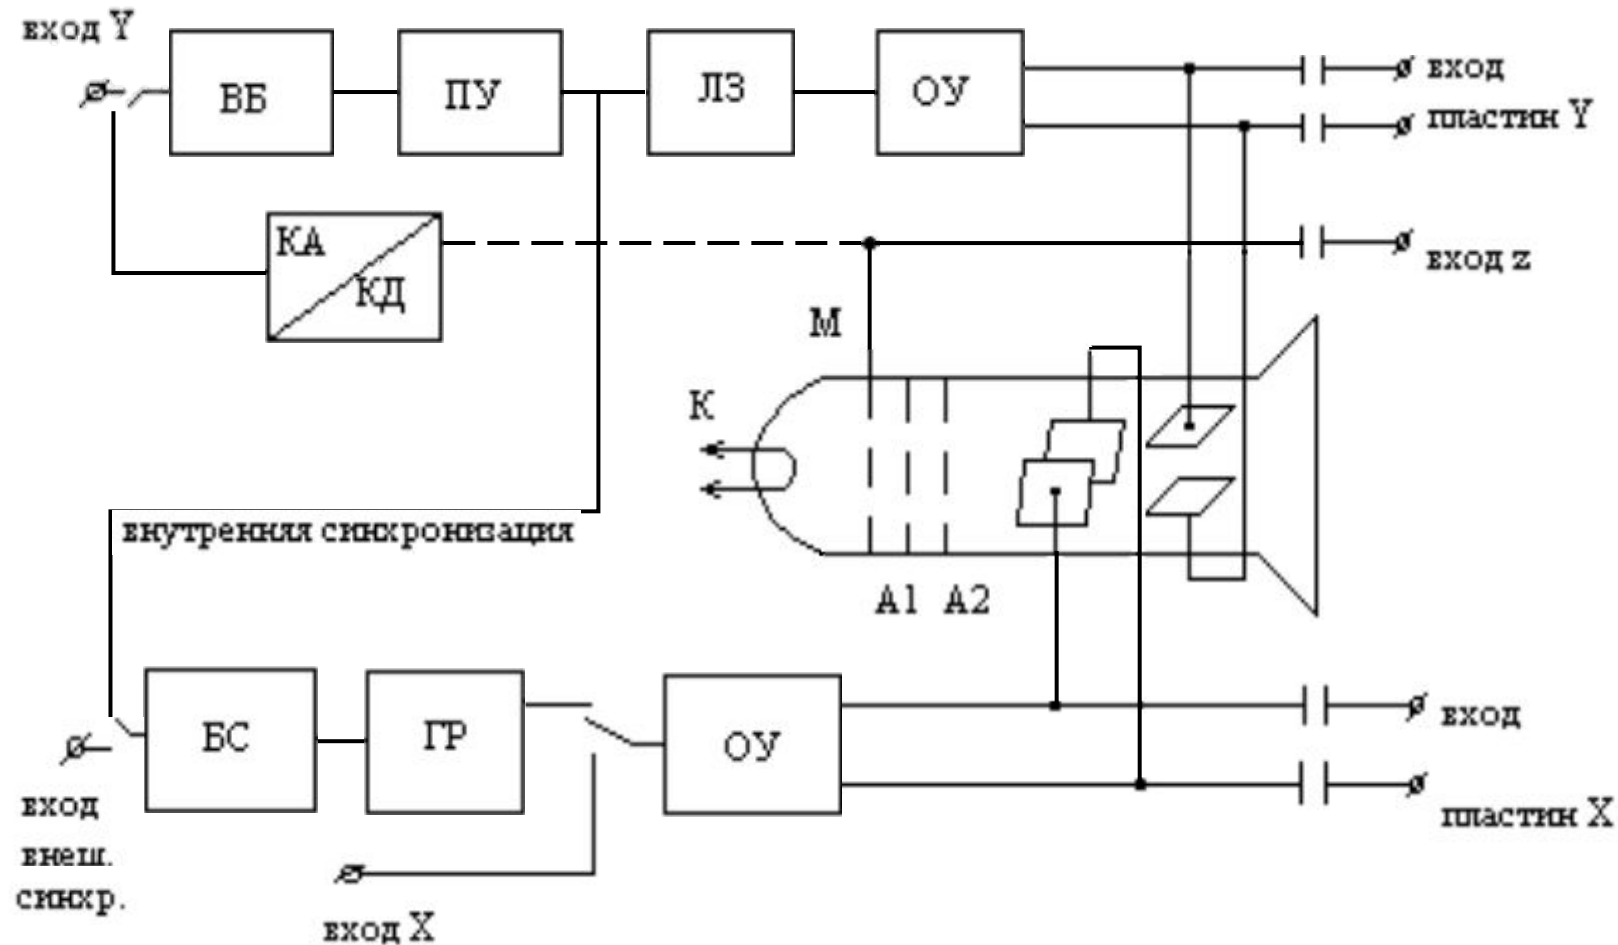 вход Y
ВБ
ПУ
ЛЗ
ОУ
вход
пластин Y
КА
КД
вход z
М
К
А1
А2
внутренняя синхронизация
БС
ГР
ОУ
вход
пластин X
вход
внеш.
синхр.
вход X